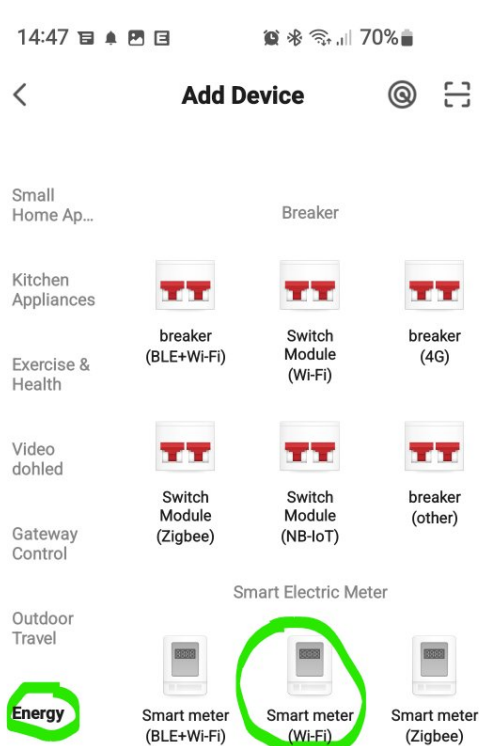 14:47 70%
Add Device
Small
Home Ap...
Kitchen
Appliances
Exercise &
Health
Video
dohled
Gateway
Control
Outdoor
Travel
Energy
Breaker
breaker
(BLE+Wi-Fi)
Switch
Module
(Wi-Fi)
breaker
(4G)
Switch
Module
(Zigbee)
Switch
Module
(NB-IoT)
breaker
(other)
Smart Electric Meter
Smart meter
(BLE+Wi-Fi)
Smart meter
(Wi-Fi)
Smart meter
(Zigbee)